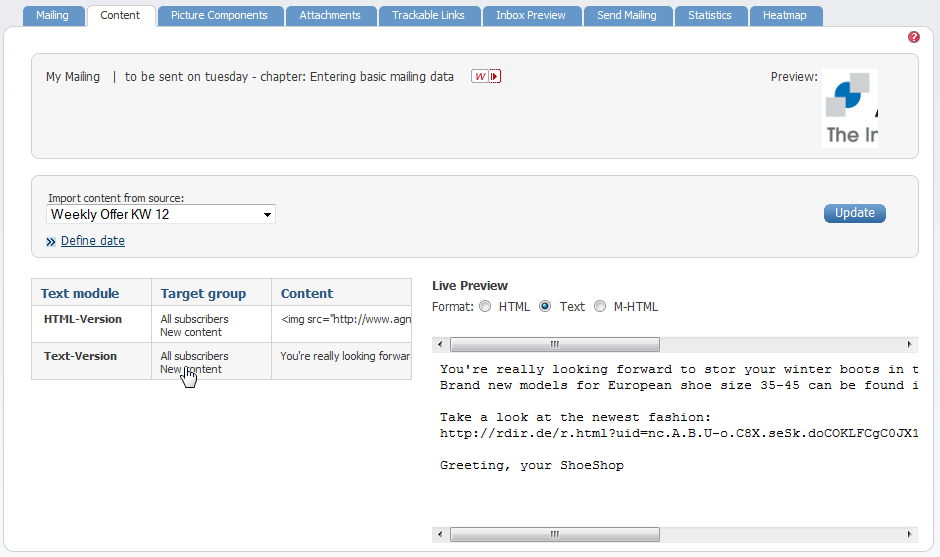 Mailing Content Picture Components Attachments Trackable Links Inbox Preview Send Mailing Statistics Heatmap
?
My Mailing | to be sent on tuesday - chapter: Entering basic mailing data W Preview:
The In
Import content from source:
Weekly Offer KW 12
Update
Define date
Live Preview
Format: HTML Text M-HTML
Text module Target group Content
HTML-Version All subscribers <img src="http://www.agn
New content
Text-Version All subscribers You're really looking forwar
New content
You're really looking forward to stor your winter boots in t
Brand new models for European shoe size 35-45 can be found i
Take a look at the newest fashion:
http://rdir.de/r.html?uid=nc.A.B.U-o.C8X.seSk.doCOKLFCgC0JX1
Greeting, your ShoeShop